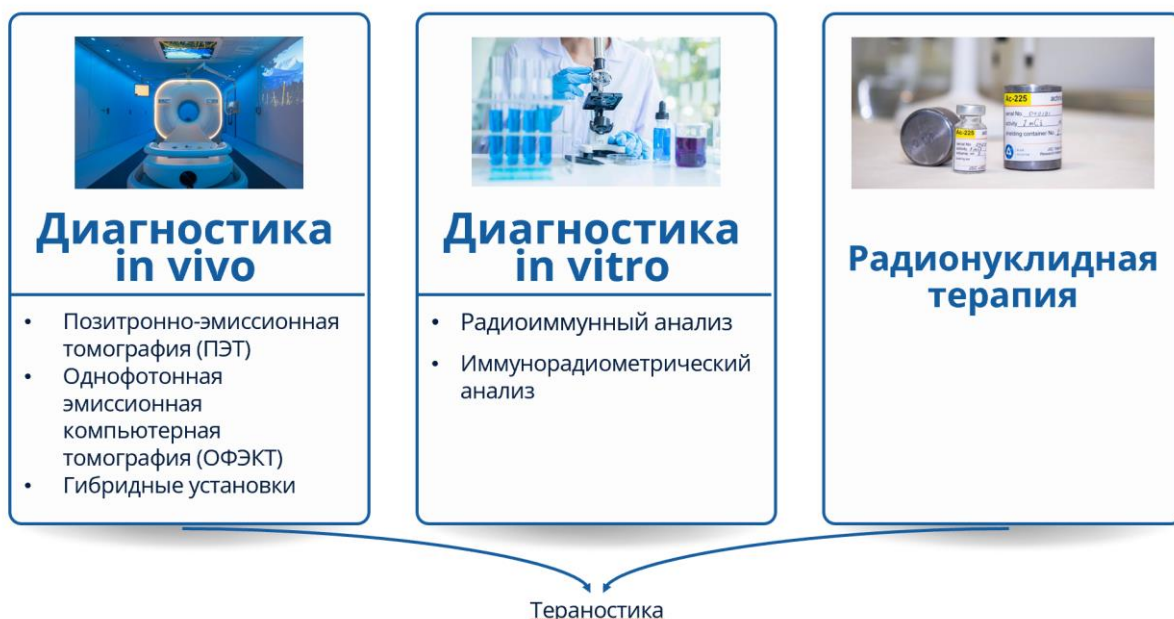 Диагностика
in vivo
• Позитронно-эмиссионная
томография (ПЭТ)
• Однофотонная
эмиссионная
компьютерная
томография (ОФЭКТ)
• Гибридные установки
Диагностика
in vitro
• Радиоиммунный анализ
• Иммунорадиометрический
анализ
Ac-225
Ac-225
Радионуклидная
терапия
Тераностика